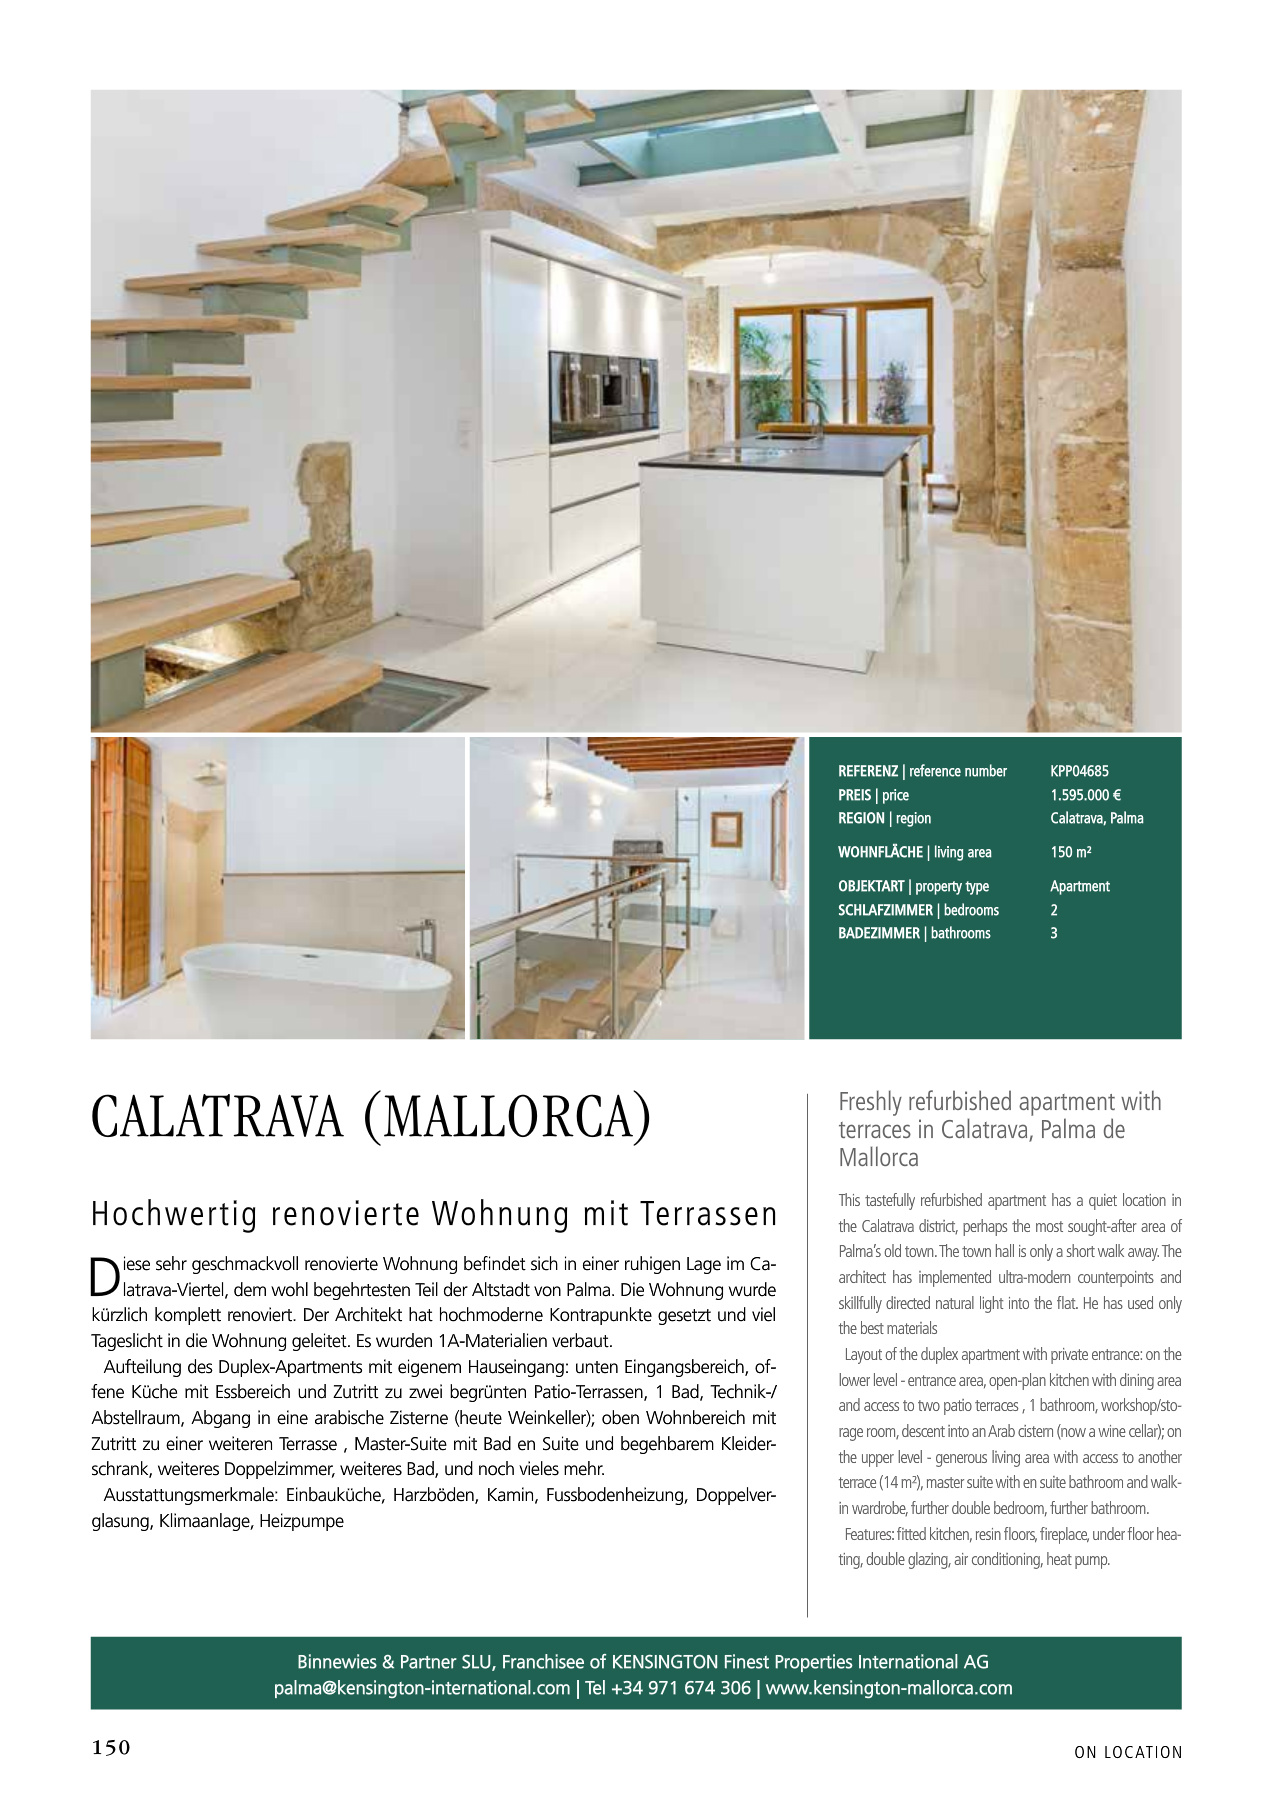 REFERENZ | reference number KPP04685
PREIS | price 1.595.000 €
REGION | region Calatrava, Palma
WOHNFLÄCHE | living area 150 m²
OBJEKTART | property type Apartment
SCHLAFZIMMER | bedrooms 2
BADEZIMMER | bathrooms 3
CALATRAVA (MALLORCA)
Hochwertig renovierte Wohnung mit Terrassen
Diese sehr geschmackvoll renovierte Wohnung befindet sich in einer ruhigen Lage im Ca-
latrava-Viertel, dem wohl begehrtesten Teil der Altstadt von Palma. Die Wohnung wurde
kürzlich komplett renoviert. Der Architekt hat hochmoderne Kontrapunkte gesetzt und viel
Tageslicht in die Wohnung geleitet. Es wurden 1A-Materialien verbaut.
Aufteilung des Duplex-Apartments mit eigenem Hauseingang: unten Eingangsbereich, of-
fene Küche mit Essbereich und Zutritt zu zwei begrünten Patio-Terrassen, 1 Bad, Technik-/
Abstellraum, Abgang in eine arabische Zisterne (heute Weinkeller); oben Wohnbereich mit
Zutritt zu einer weiteren Terrasse , Master-Suite mit Bad en Suite und begehbarem Kleider-
schrank, weiteres Doppelzimmer, weiteres Bad, und noch vieles mehr.
Ausstattungsmerkmale: Einbauküche, Harzböden, Kamin, Fussbodenheizung, Doppelver-
glasung, Klimaanlage, Heizpumpe
Freshly refurbished apartment with
terraces in Calatrava, Palma de
Mallorca
This tastefully refurbished apartment has a quiet location in
the Calatrava district, perhaps the most sought-after area of
Palma's old town. The town hall is only a short walk away. The
architect has implemented ultra-modern counterpoints and
skillfully directed natural light into the flat. He has used only
the best materials
Layout of the duplex apartment with private entrance: on the
lower level - entrance area, open-plan kitchen with dining area
and access to two patio terraces , 1 bathroom, workshop/sto-
rage room, descent into an Arab cistern (now a wine cellar); on
the upper level - generous living area with access to another
terrace (14 m²), master suite with en suite bathroom and walk-
in wardrobe, further double bedroom, further bathroom.
Features: fitted kitchen, resin floors, fireplace, under floor hea-
ting, double glazing, air conditioning, heat pump.
Binnewies & Partner SLU, Franchisee of KENSINGTON Finest Properties International AG
palma@kensington-international.com | Tel +34 971 674 306 | www.kensington-mallorca.com
150
ON LOCATION